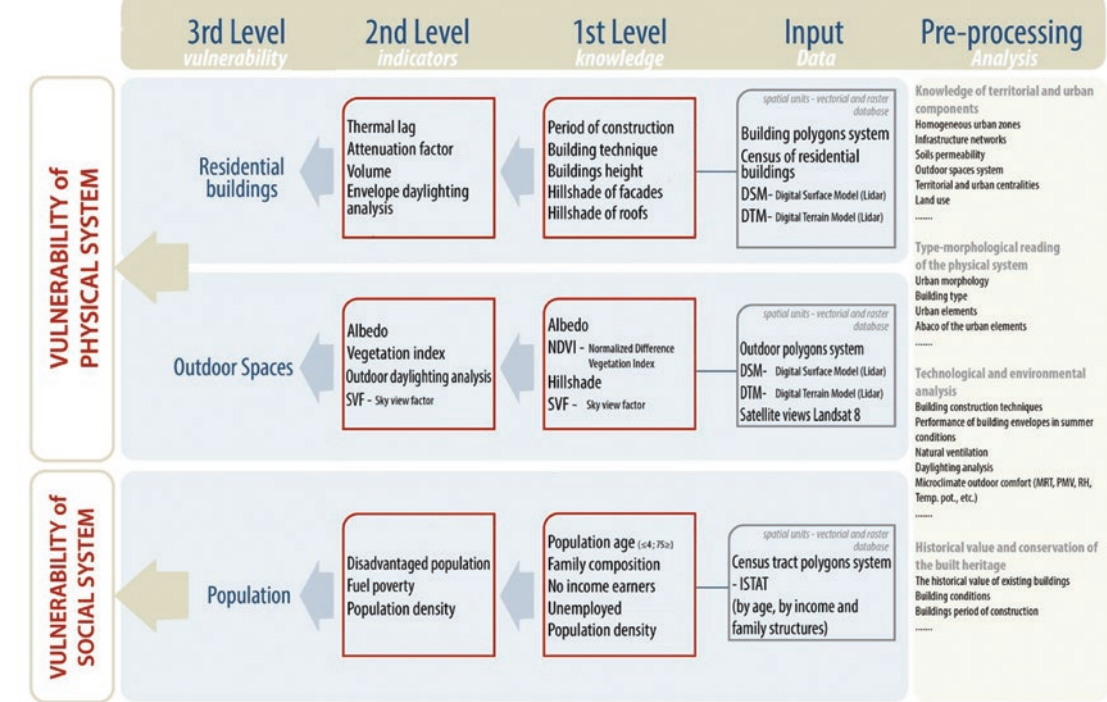 3rd Level
vulnerability
2nd Level
indicators
1st Level
knowledge
Input
Data
Pre-processing
Analysis
VULNERABILITY of
PHYSICAL SYSTEM
Residential
buildings
Thermal lag
Attenuation factor
Volume
Envelope daylighting
analysis
Period of construction
Building technique
Buildings height
Hillshade of facades
Hillshade of roofs
spatial units - vectorial and raster
database
Building polygons system
Census of residential
buildings
DSM- Digital Surface Model (Lidar)
DTM- Digital Terrain Model (Lidar)
Outdoor Spaces
Albedo
Vegetation index
Outdoor daylighting analysis
SVF - Sky view factor
Albedo
NDVI - Normalized Difference
Vegetation Index
Hillshade
SVF - Sky view factor
spatial units - vectorial and raster
database
Outdoor polygons system
DSM- Digital Surface Model (Lidar)
DTM- Digital Terrain Model (Lidar)
Satellite views Landsat 8
VULNERABILITY of
SOCIAL SYSTEM
Population
Disadvantaged population
Fuel poverty
Population density
Population age (≤4; 75≥)
Family composition
No income earners
Unemployed
Population density
spatial units - vectorial and raster
database
Census tract polygons system
- ISTAT
(by age, by income and
family structures)
Knowledge of territorial and urban
components
Homogeneous urban zones
Infrastructure networks
Soils permeability
Outdoor spaces system
Territorial and urban centralities
Land use
.......
Type-morphological reading
of the physical system
Urban morphology
Building type
Urban elements
Abaco of the urban elements
.......
Technological and environmental
analysis
Building construction techniques
Performance of building envelopes in summer
conditions
Natural ventilation
Daylighting analysis
Microclimate outdoor comfort (MRT, PMV, RH,
Temp. pot., etc.)
.......
Historical value and conservation of
the built heritage
The historical value of existing buildings
Building conditions
Buildings period of construction
.......